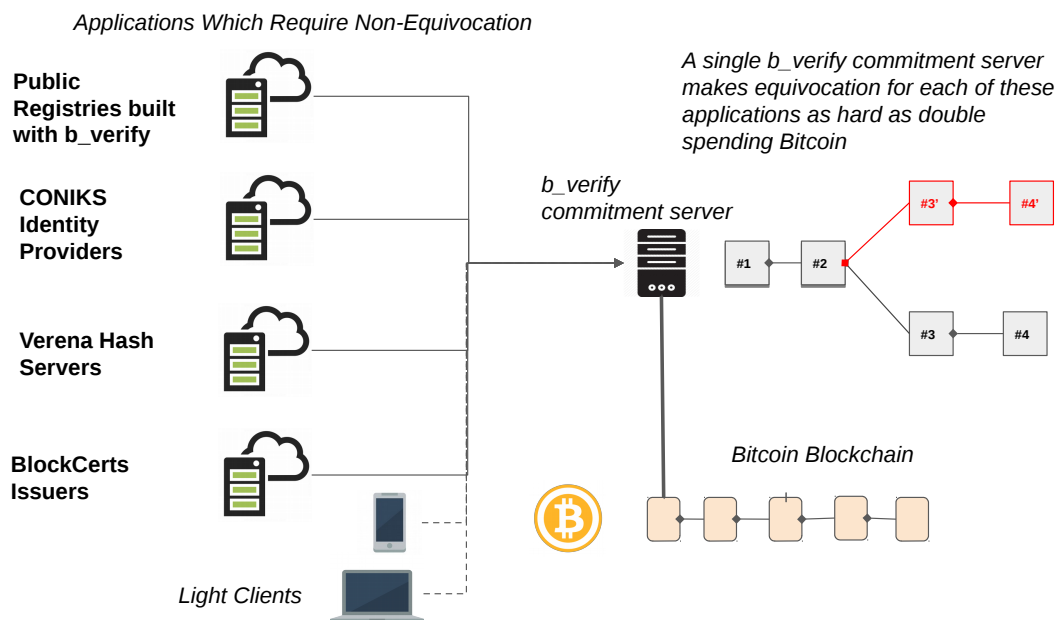 Applications Which Require Non-Equivocation
Public
Registries built
with b_verify
CONIKS
Identity
Providers
Verena Hash
Servers
BlockCerts
Issuers
Light Clients
A single b_verify commitment server
makes equivocation for each of these
applications as hard as double
spending Bitcoin
b_verify
commitment server
#1
#2
#3’
#4’
#3
#4
Bitcoin Blockchain